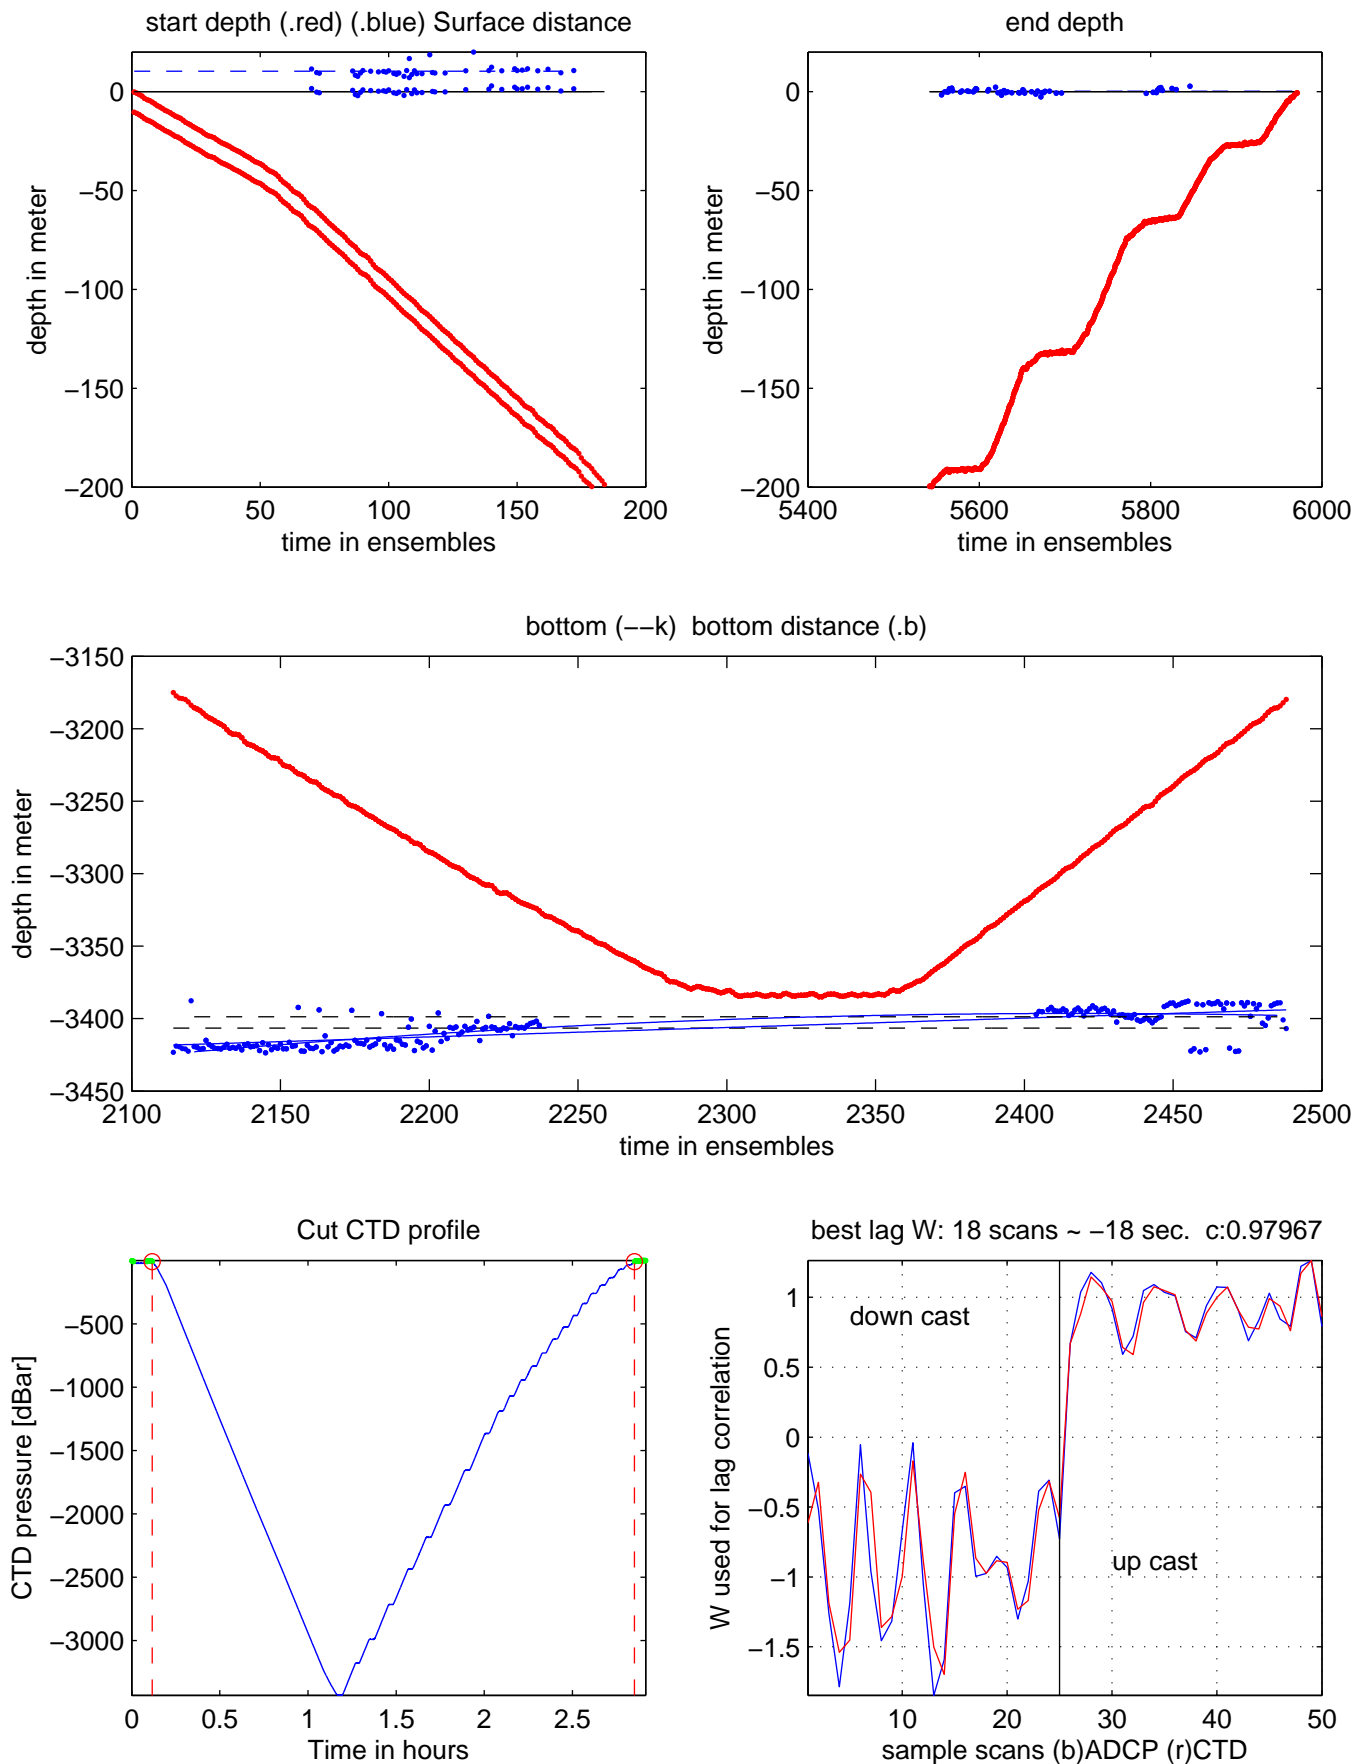 start depth (.red) (.blue) Surface distance
end depth
0
−50
−100
−150
−200
depth in meter
0 50 100 150 200
time in ensembles
0
−50
−100
−150
−200
depth in meter
5400 5600 5800 6000
time in ensembles
bottom (−−k)  bottom distance (.b)
−3150
−3200
−3250
−3300
−3350
−3400
−3450
depth in meter
2100 2150 2200 2250 2300 2350 2400 2450 2500
time in ensembles
Cut CTD profile
−500
−1000
−1500
−2000
−2500
−3000
CTD pressure [dBar]
0 0.5 1 1.5 2 2.5
Time in hours
best lag W: 18 scans ~ −18 sec.  c:0.97967
1
0.5
0
−0.5
−1
−1.5
W used for lag correlation
down cast
up cast
10 20 30 40 50
sample scans (b)ADCP (r)CTD